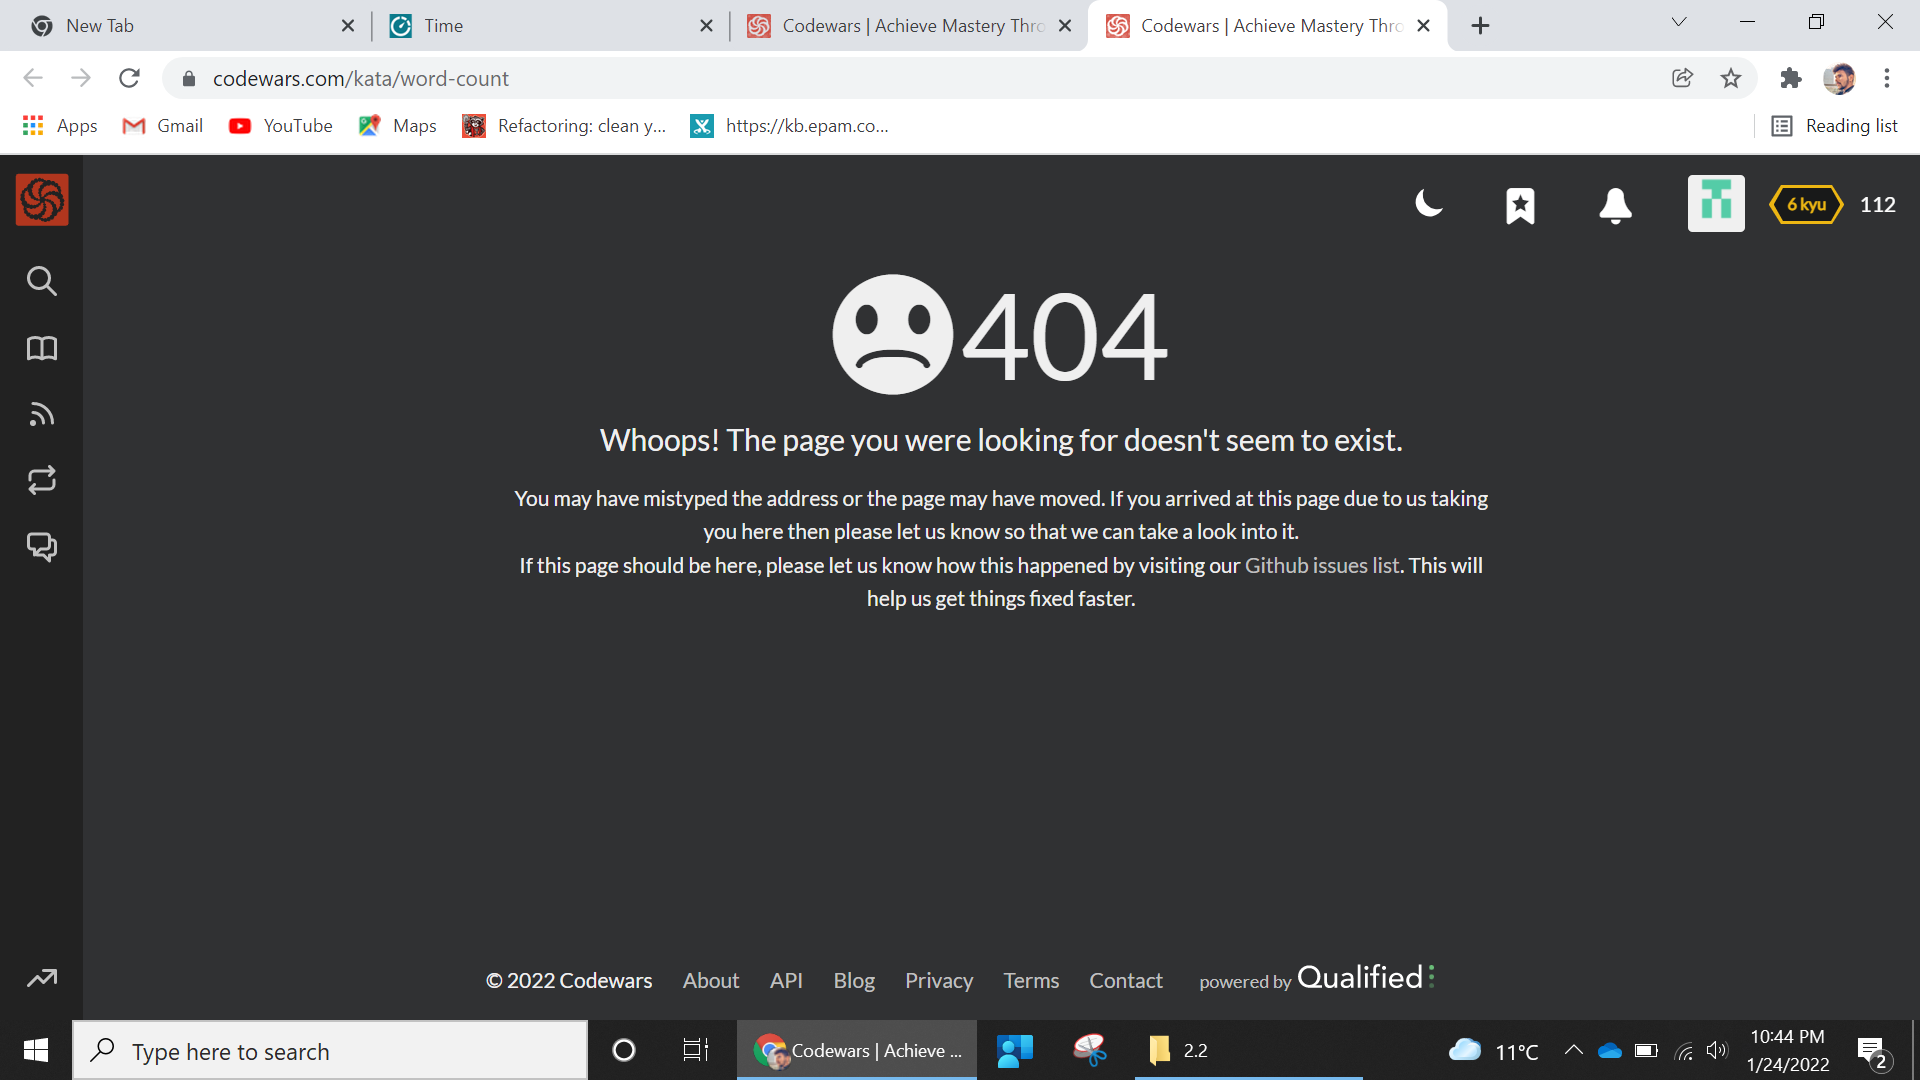 New Tab
Time
Codewars | Achieve Mastery Thro
Codewars | Achieve Mastery Thro
codewars.com/kata/word-count
Apps
Gmail
YouTube
Maps
Refactoring: clean y...
https://kb.epam.co...
Reading list
6 kyu
112
404
Whoops! The page you were looking for doesn't seem to exist.
You may have mistyped the address or the page may have moved. If you arrived at this page due to us taking
you here then please let us know so that we can take a look into it.
If this page should be here, please let us know how this happened by visiting our Github issues list. This will
help us get things fixed faster.
© 2022 Codewars
About
API
Blog
Privacy
Terms
Contact
powered by Qualified
Type here to search
Codewars | Achieve ...
2.2
11°C
10:44 PM
1/24/2022
2